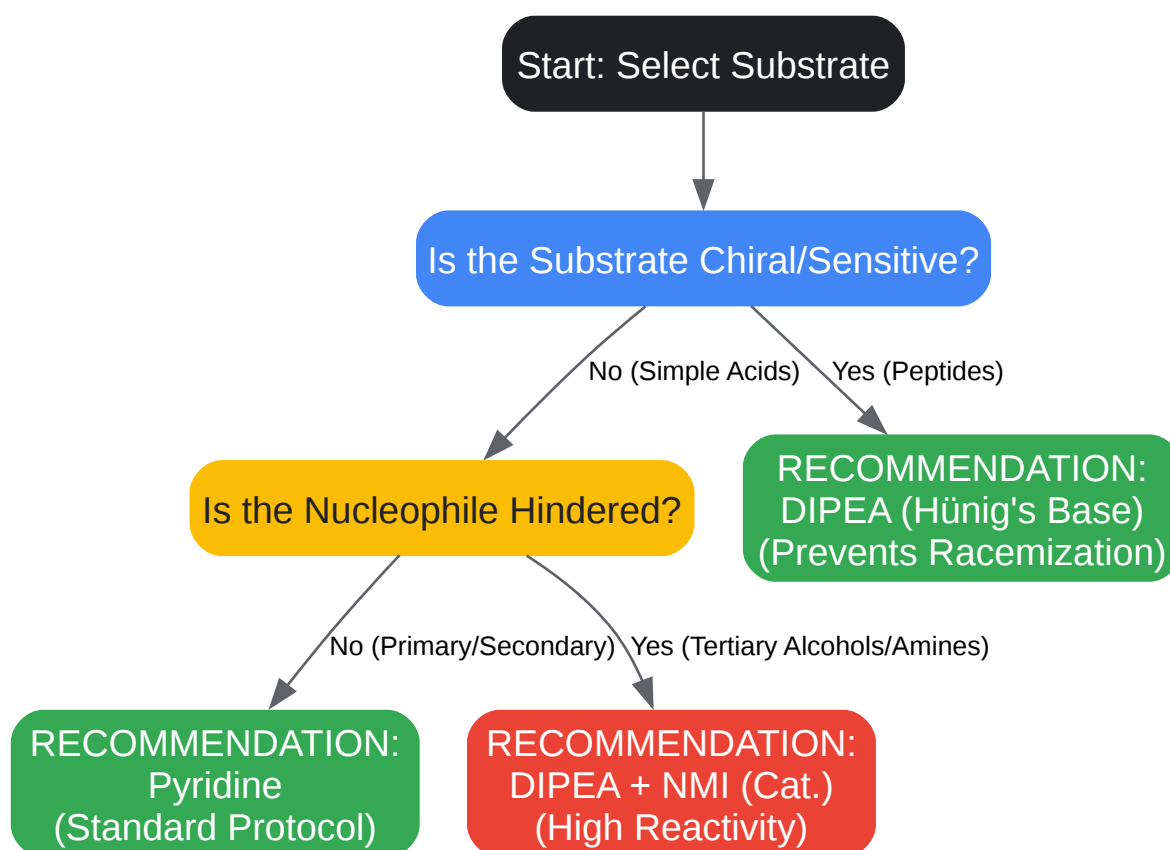 Start: Select Substrate
Is the Substrate Chiral/Sensitive?
No (Simple Acids)
Yes (Peptides)
RECOMMENDATION:
DIPEA (Hünig's Base)
(Prevents Racemization)
Is the Nucleophile Hindered?
No (Primary/Secondary)
Yes (Tertiary Alcohols/Amines)
RECOMMENDATION:
Pyridine
(Standard Protocol)
RECOMMENDATION:
DIPEA + NMI (Cat.)
(High Reactivity)